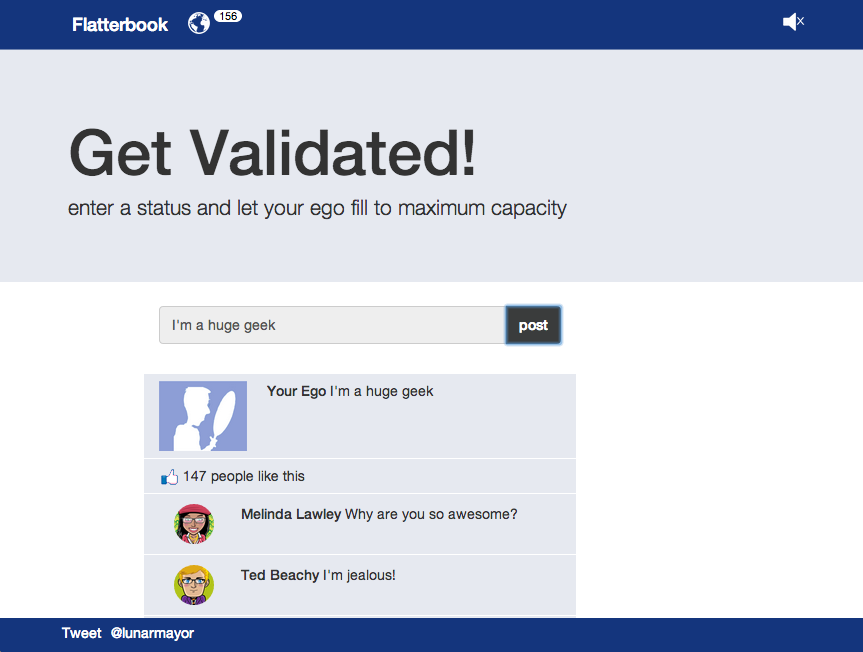 Flatterbook 156
Get Validated!
enter a status and let your ego fill to maximum capacity
I'm a huge geek post
Your Ego I'm a huge geek
147 people like this
Melinda Lawley Why are you so awesome?
Ted Beachy I'm jealous!
Tweet @lunarmayor